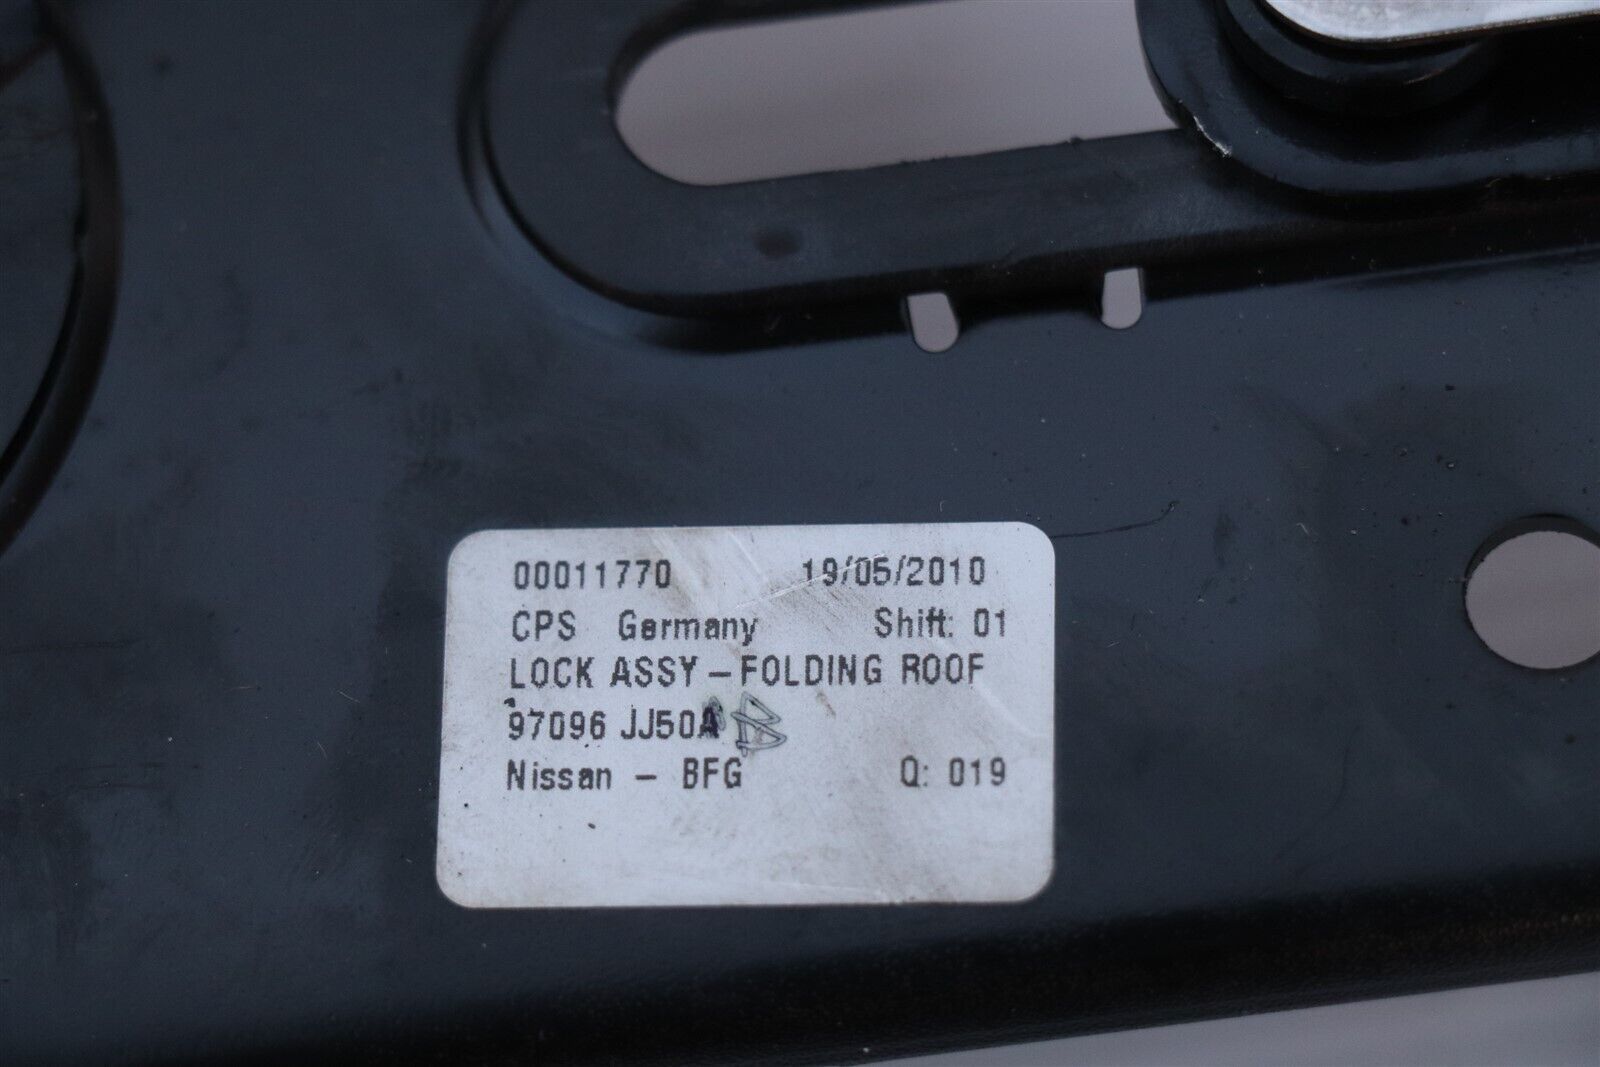 00011770 19/05/2010
CPS Germany Shift: 01
LOCK ASSY - FOLDING ROOF
97096 JJ50A
Nissan - BFG Q: 019